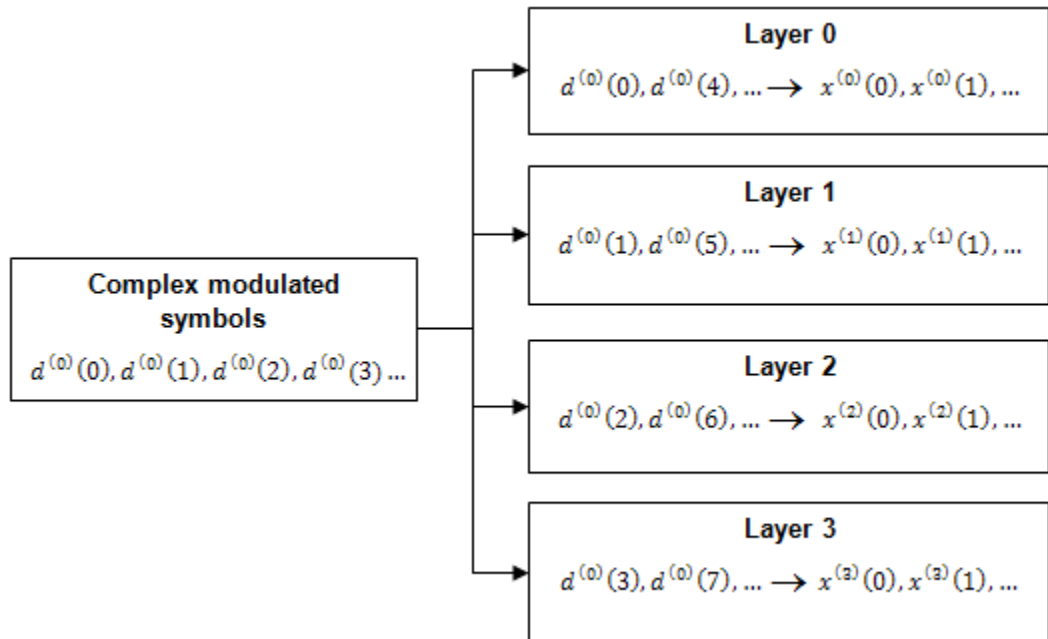 Layer 0
d⁽⁰⁾(0), d⁽⁰⁾(4), ... → x⁽⁰⁾(0), x⁽⁰⁾(1), ...
Layer 1
d⁽⁰⁾(1), d⁽⁰⁾(5), ... → x⁽¹⁾(0), x⁽¹⁾(1), ...
Complex modulated
symbols
d⁽⁰⁾(0), d⁽⁰⁾(1), d⁽⁰⁾(2), d⁽⁰⁾(3) ...
Layer 2
d⁽⁰⁾(2), d⁽⁰⁾(6), ... → x⁽²⁾(0), x⁽²⁾(1), ...
Layer 3
d⁽⁰⁾(3), d⁽⁰⁾(7), ... → x⁽³⁾(0), x⁽³⁾(1), ...